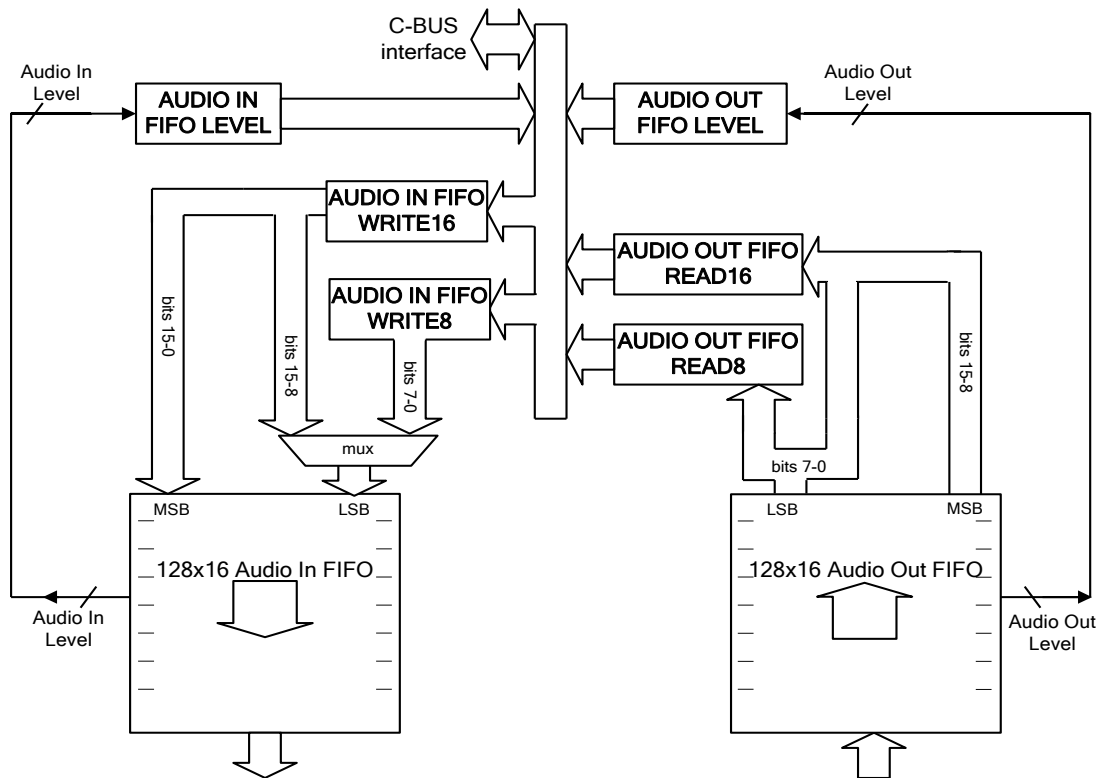 C-BUS
interface
Audio In
Level
AUDIO IN
FIFO LEVEL
AUDIO OUT
FIFO LEVEL
Audio Out
Level
AUDIO IN FIFO
WRITE16
AUDIO OUT FIFO
READ16
AUDIO IN FIFO
WRITE8
AUDIO OUT FIFO
READ8
bits 15-0
bits 15-8
bits 7-0
bits 15-8
mux
bits 7-0
MSB
LSB
LSB
MSB
128x16 Audio In FIFO
128x16 Audio Out FIFO
Audio In
Level
Audio Out
Level